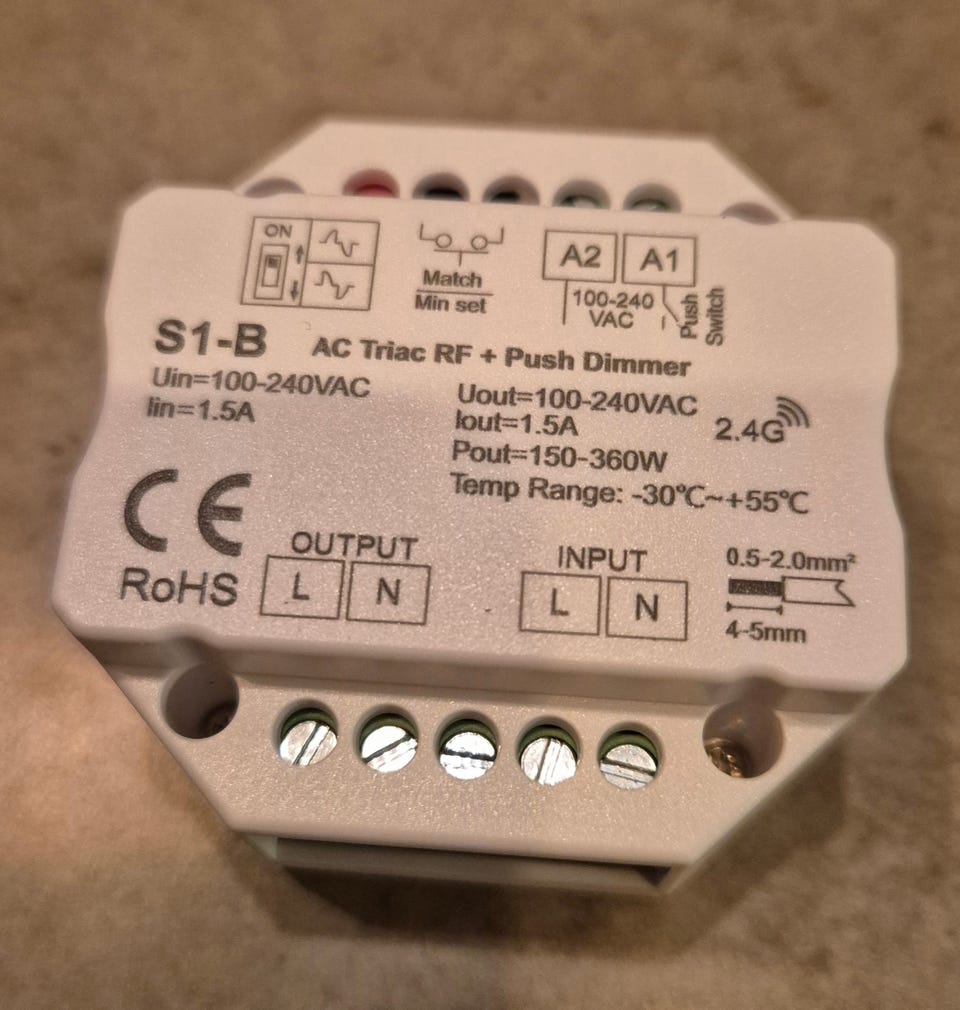 ON
Match
Min set
A2 A1
100-240
VAC
Push
Switch
S1-B AC Triac RF + Push Dimmer
Uin=100-240VAC
Iin=1.5A
Uout=100-240VAC
Iout=1.5A
Pout=150-360W
Temp Range: -30℃~+55℃
2.4G
CE
RoHS
OUTPUT
L N
INPUT
L N
0.5-2.0mm²
4-5mm